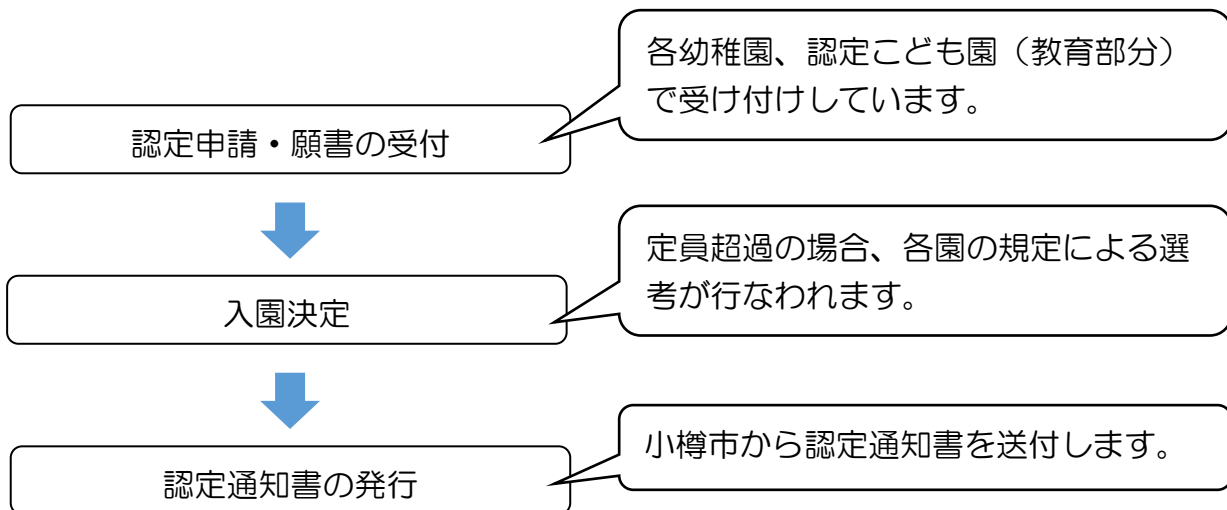 各幼稚園、認定こども園（教育部分）
で受け付けしています。
認定申請・願書の受付
定員超過の場合、各園の規定による選
考が行なわれます。
入園決定
小樽市から認定通知書を送付します。
認定通知書の発行